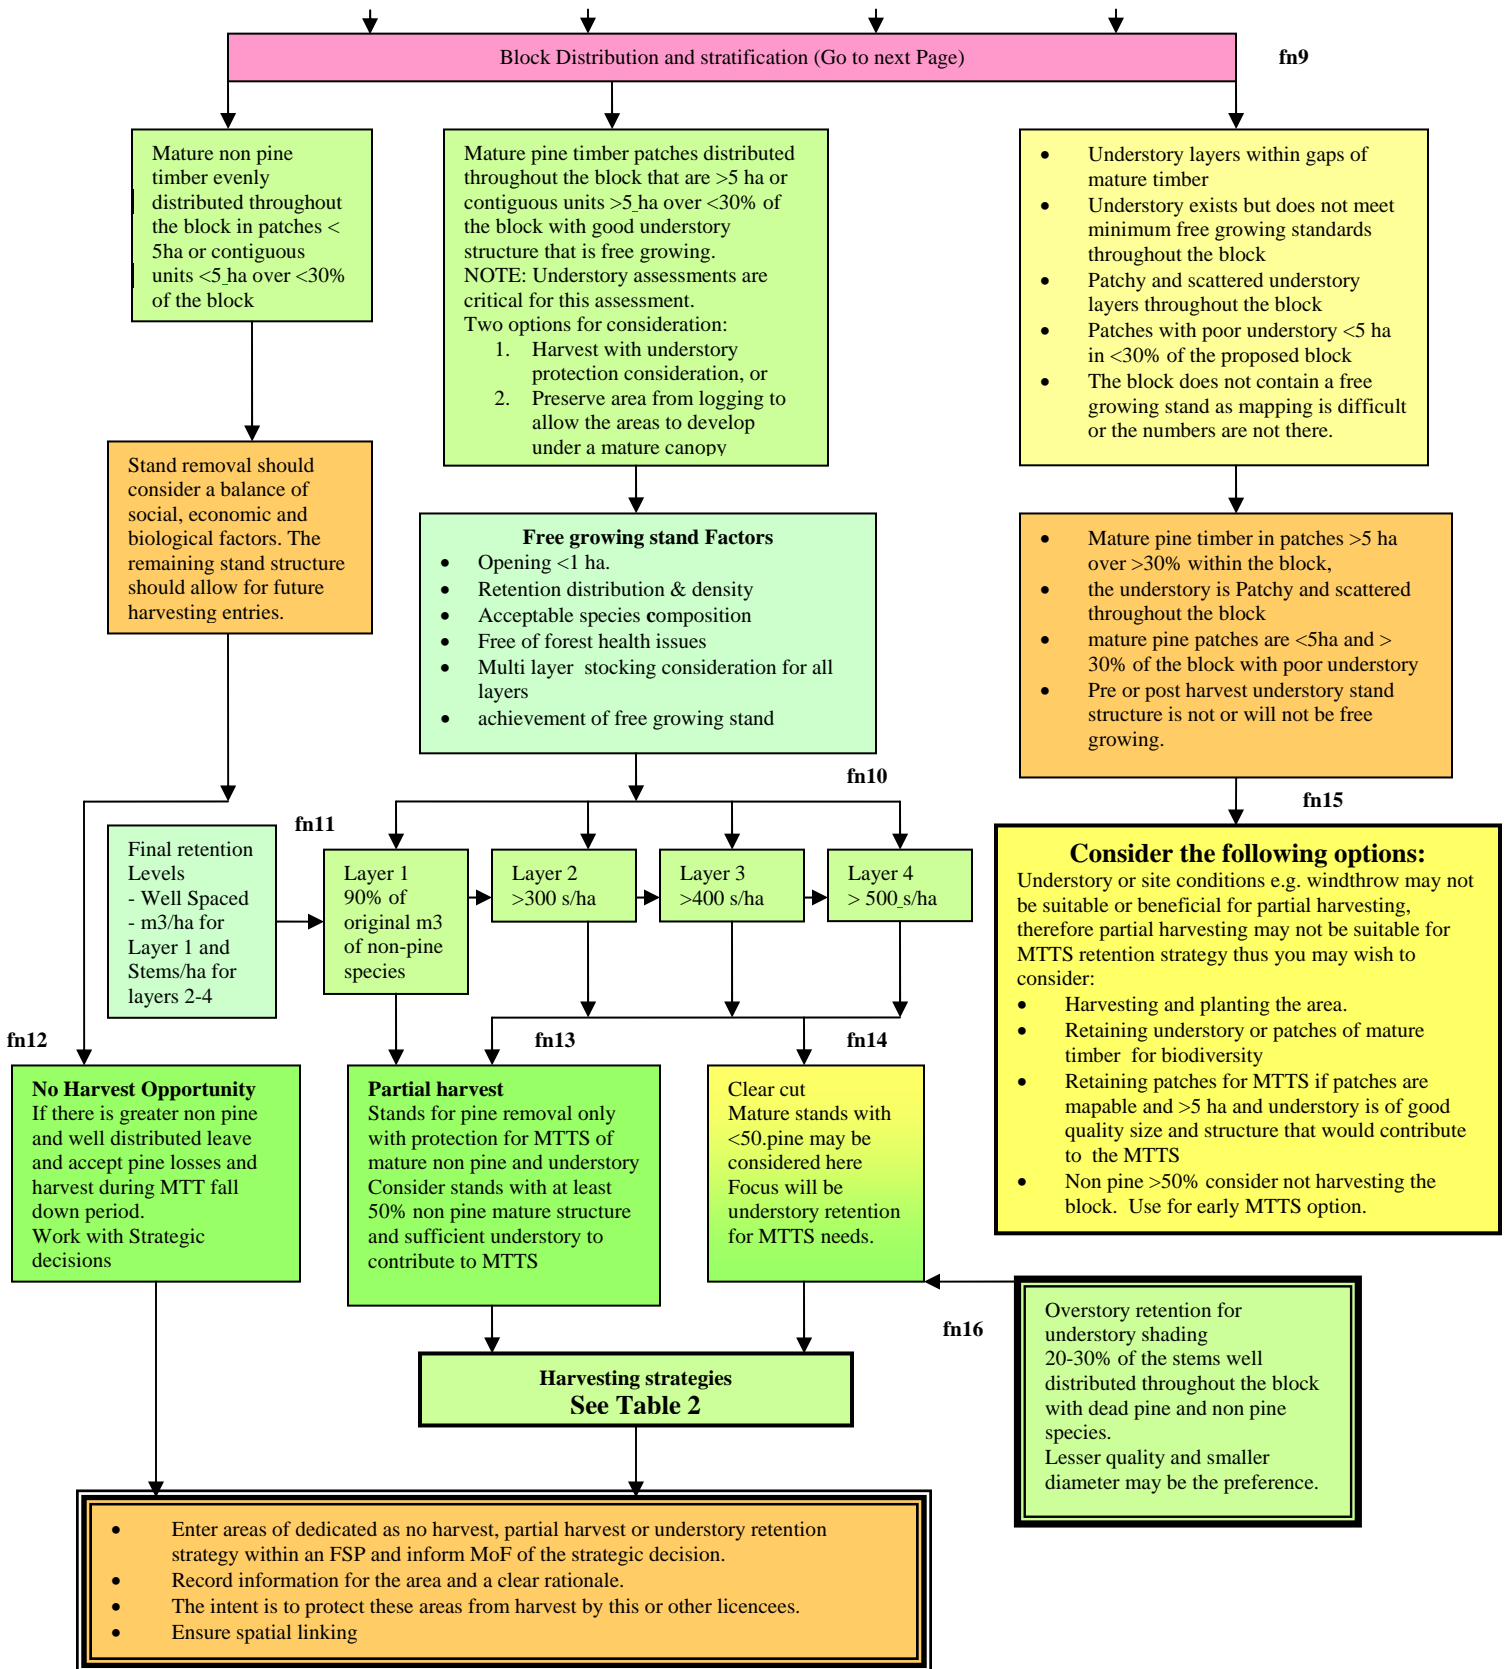 Block Distribution and stratification (Go to next Page)
fn9
Mature non pine
timber evenly
distributed throughout
the block in patches <
5ha or contiguous
units <5 ha over <30%
of the block
Mature pine timber patches distributed
throughout the block that are >5 ha or
contiguous units >5 ha over <30% of
the block with good understory
structure that is free growing.
NOTE: Understory assessments are
critical for this assessment.
Two options for consideration:
1. Harvest with understory
protection consideration, or
2. Preserve area from logging to
allow the areas to develop
under a mature canopy
• Understory layers within gaps of
mature timber
• Understory exists but does not meet
minimum free growing standards
throughout the block
• Patchy and scattered understory
layers throughout the block
• Patches with poor understory <5 ha
in <30% of the proposed block
• The block does not contain a free
growing stand as mapping is difficult
or the numbers are not there.
Stand removal should
consider a balance of
social, economic and
biological factors. The
remaining stand structure
should allow for future
harvesting entries.
Free growing stand Factors
• Opening <1 ha.
• Retention distribution & density
• Acceptable species composition
• Free of forest health issues
• Multi layer stocking consideration for all
layers
• achievement of free growing stand
• Mature pine timber in patches >5 ha
over >30% within the block,
• the understory is Patchy and scattered
throughout the block
• mature pine patches are <5ha and >
30% of the block with poor understory
• Pre or post harvest understory stand
structure is not or will not be free
growing.
fn10
fn15
fn11
Final retention
Levels
- Well Spaced
- m3/ha for
Layer 1 and
Stems/ha for
layers 2-4
Layer 1
90% of
original m3
of non-pine
species
Layer 2
>300 s/ha
Layer 3
>400 s/ha
Layer 4
> 500 s/ha
Consider the following options:
Understory or site conditions e.g. windthrow may not
be suitable or beneficial for partial harvesting,
therefore partial harvesting may not be suitable for
MTTS retention strategy thus you may wish to
consider:
• Harvesting and planting the area.
• Retaining understory or patches of mature
timber for biodiversity
• Retaining patches for MTTS if patches are
mapable and >5 ha and understory is of good
quality size and structure that would contribute
to the MTTS
• Non pine >50% consider not harvesting the
block. Use for early MTTS option.
fn12
fn13
fn14
No Harvest Opportunity
If there is greater non pine
and well distributed leave
and accept pine losses and
harvest during MTT fall
down period.
Work with Strategic
decisions
Partial harvest
Stands for pine removal only
with protection for MTTS of
mature non pine and understory
Consider stands with at least
50% non pine mature structure
and sufficient understory to
contribute to MTTS
Clear cut
Mature stands with
<50.pine may be
considered here
Focus will be
understory retention
for MTTS needs.
fn16
Overstory retention for
understory shading
20-30% of the stems well
distributed throughout the block
with dead pine and non pine
species.
Lesser quality and smaller
diameter may be the preference.
Harvesting strategies
See Table 2
• Enter areas of dedicated as no harvest, partial harvest or understory retention
strategy within an FSP and inform MoF of the strategic decision.
• Record information for the area and a clear rationale.
• The intent is to protect these areas from harvest by this or other licencees.
• Ensure spatial linking